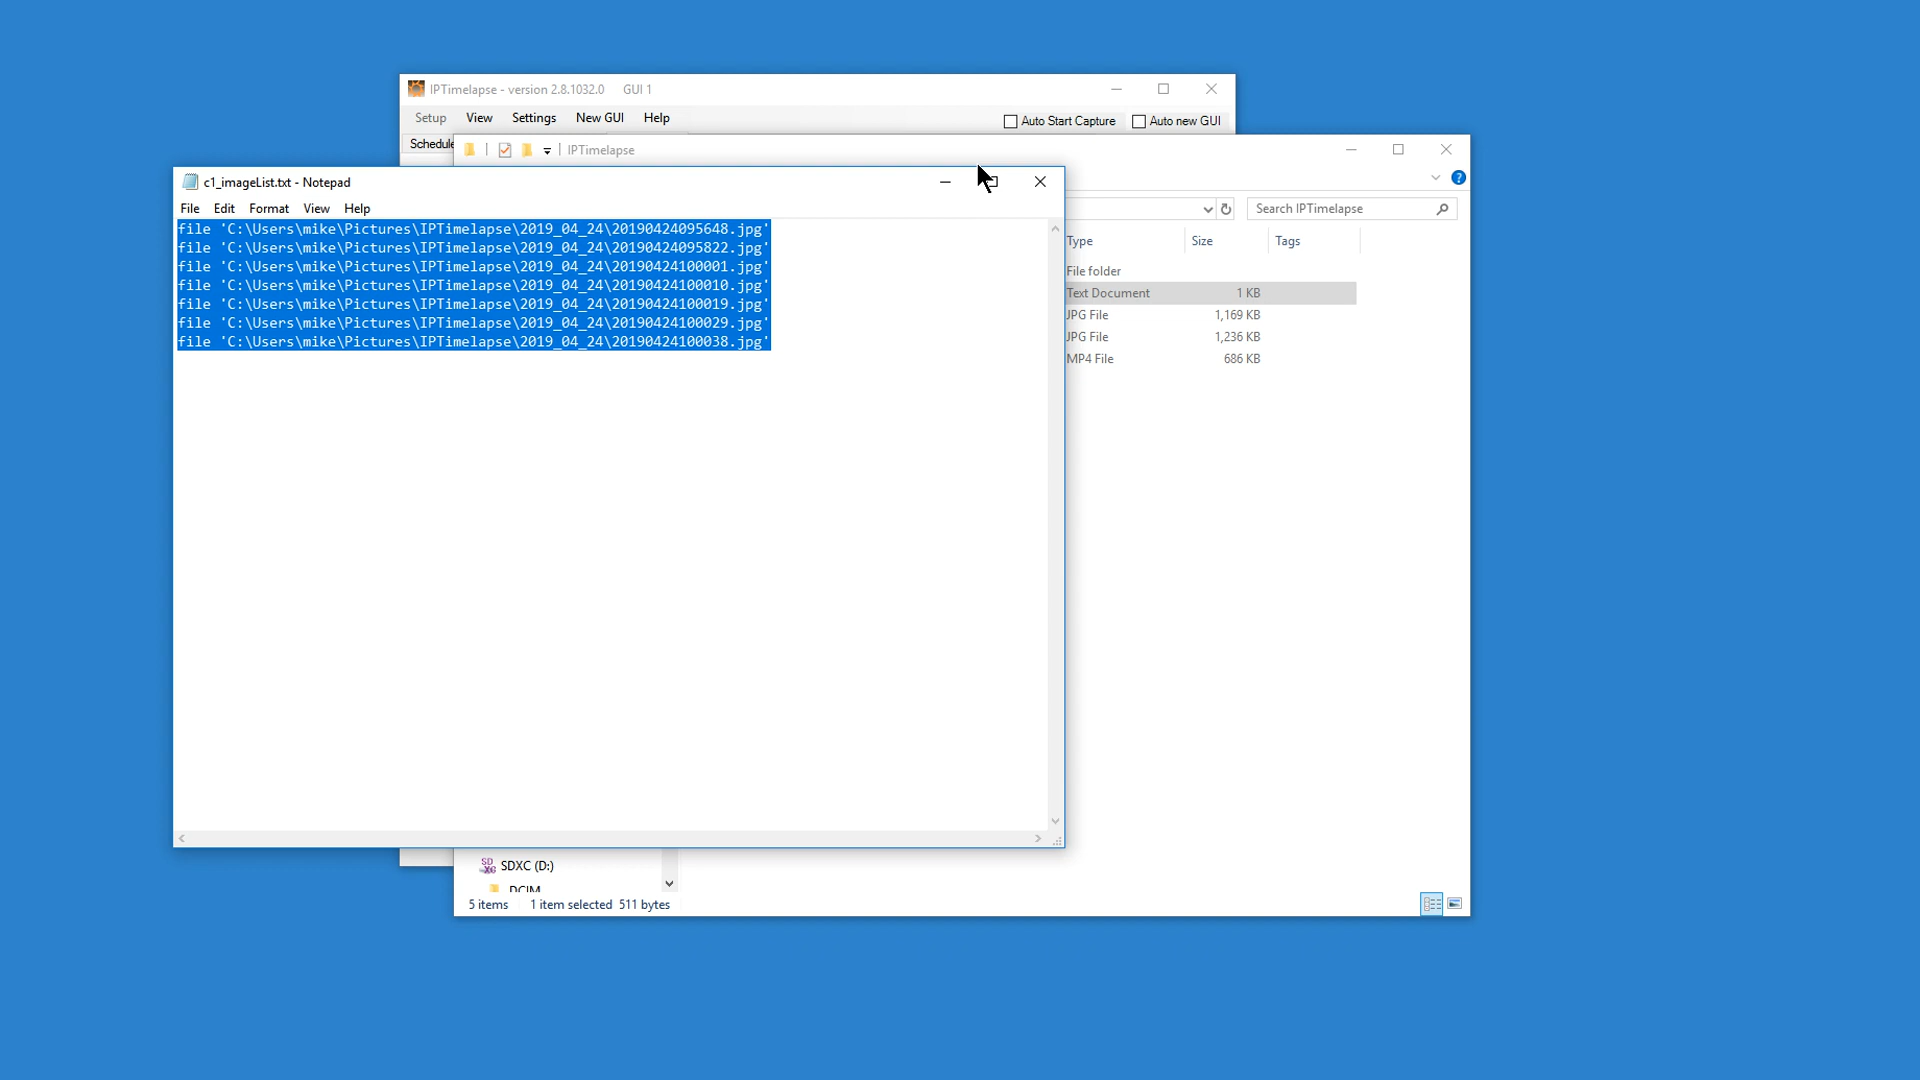 IPTimelapse - version 2.8.1032.0 GUI 1
Setup View Settings New GUI Help
Auto Start Capture Auto new GUI
Schedule
IPTimelapse
c1_imageList.txt - Notepad
File Edit Format View Help
file 'C:\Users\mike\Pictures\IPTimelapse\2019_04_24\20190424095648.jpg'
file 'C:\Users\mike\Pictures\IPTimelapse\2019_04_24\20190424095822.jpg'
file 'C:\Users\mike\Pictures\IPTimelapse\2019_04_24\20190424100001.jpg'
file 'C:\Users\mike\Pictures\IPTimelapse\2019_04_24\20190424100010.jpg'
file 'C:\Users\mike\Pictures\IPTimelapse\2019_04_24\20190424100019.jpg'
file 'C:\Users\mike\Pictures\IPTimelapse\2019_04_24\20190424100029.jpg'
file 'C:\Users\mike\Pictures\IPTimelapse\2019_04_24\20190424100038.jpg'
Search IPTimelapse
Type Size Tags
File folder
Text Document 1 KB
JPG File 1,169 KB
JPG File 1,236 KB
MP4 File 686 KB
SDXC (D:)
DCIM
5 items 1 item selected 511 bytes